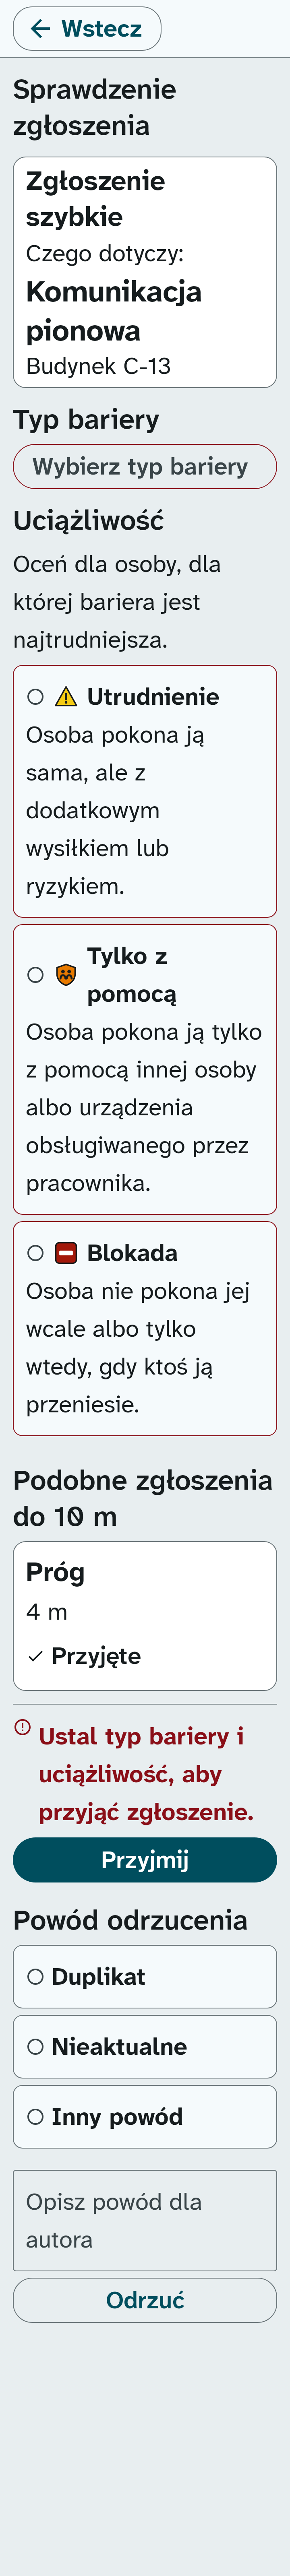 Wstecz
Sprawdzenie
zgłoszenia
Zgłoszenie
szybkie
Czego dotyczy:
Komunikacja
pionowa
Budynek C-13
Typ bariery
Wybierz typ bariery
Uciążliwość
Oceń dla osoby, dla
której bariera jest
najtrudniejsza.
Utrudnienie
Osoba pokona ją
sama, ale z
dodatkowym
wysiłkiem lub
ryzykiem.
Tylko z
pomocą
Osoba pokona ją tylko
z pomocą innej osoby
albo urządzenia
obsługiwanego przez
pracownika.
Blokada
Osoba nie pokona jej
wcale albo tylko
wtedy, gdy ktoś ją
przeniesie.
Podobne zgłoszenia
do 10 m
Próg
4 m
Przyjęte
Ustal typ bariery i
uciążliwość, aby
przyjąć zgłoszenie.
Przyjmij
Powód odrzucenia
Duplikat
Nieaktualne
Inny powód
Opisz powód dla
autora
Odrzuć